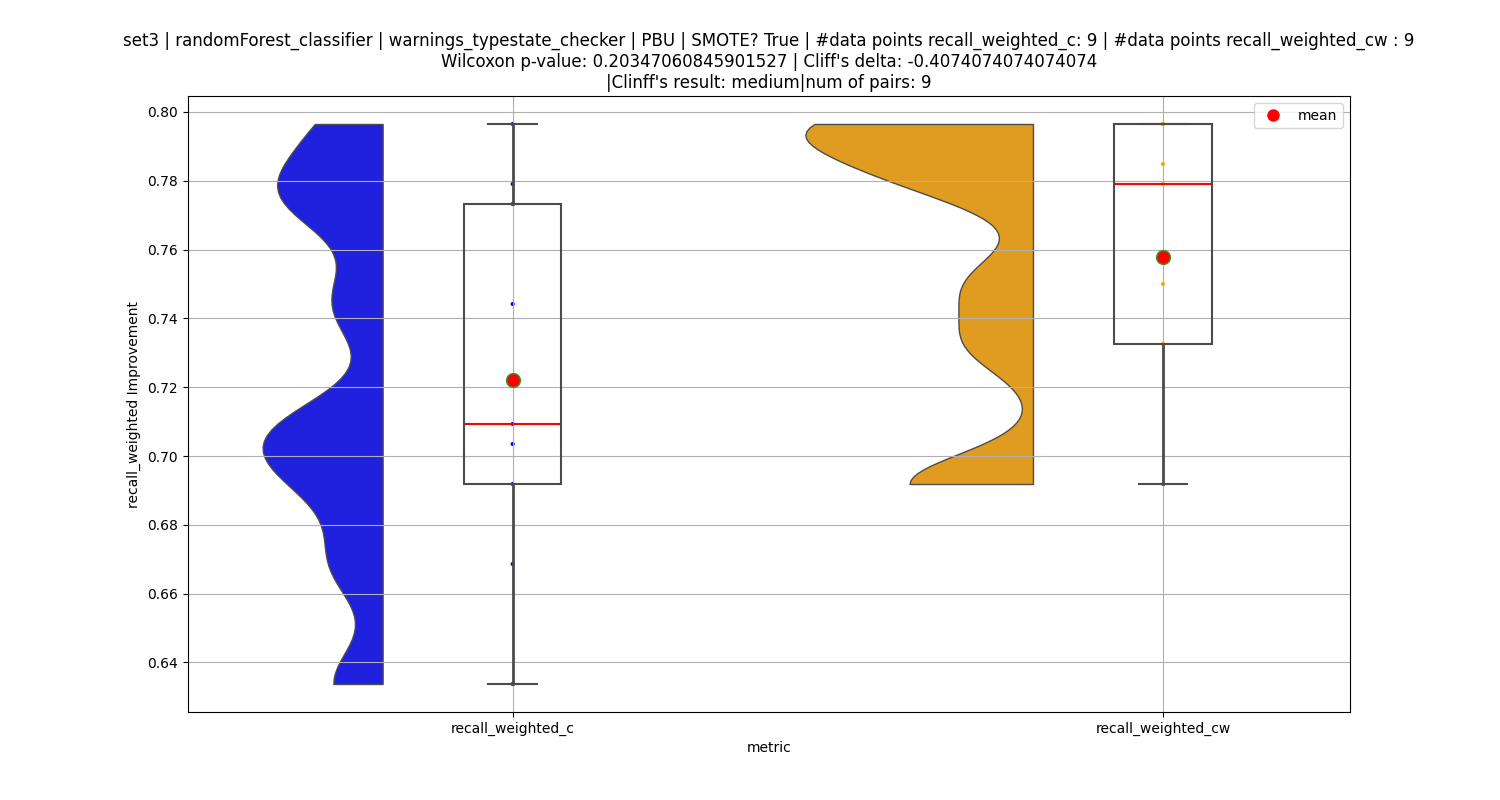 set3 | randomForest_classifier | warnings_typestate_checker | PBU | SMOTE? True | #data points recall_weighted_c: 9 | #data points recall_weighted_cw : 9
Wilcoxon p-value: 0.20347060845901527 | Cliff's delta: -0.4074074074074074
|Clinff's result: medium|num of pairs: 9
mean
0.80
0.78
0.76
0.74
0.72
0.70
0.68
0.66
0.64
recall_weighted Improvement
recall_weighted_c
recall_weighted_cw
metric